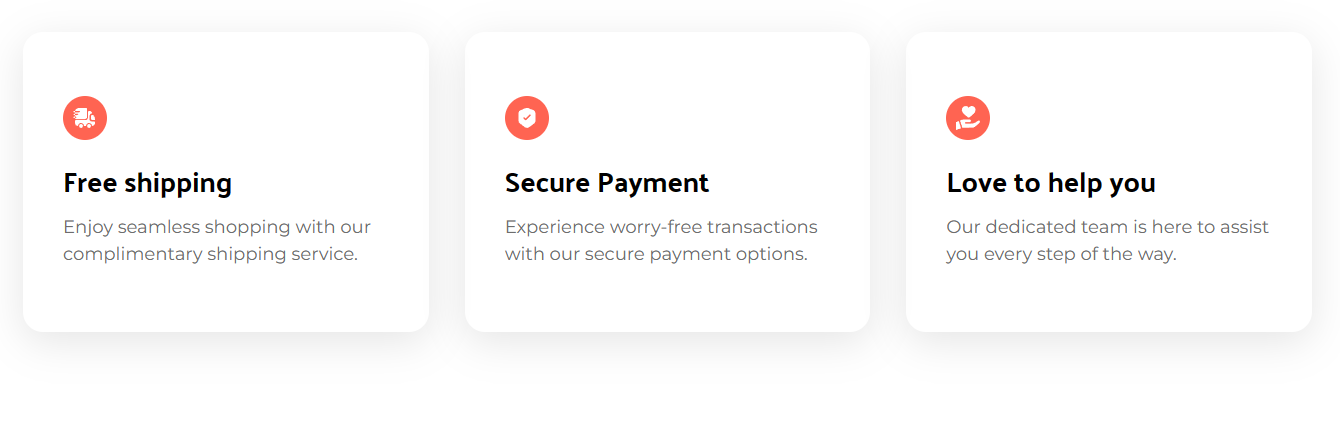 Free shipping
Enjoy seamless shopping with our
complimentary shipping service.
Secure Payment
Experience worry-free transactions
with our secure payment options.
Love to help you
Our dedicated team is here to assist
you every step of the way.